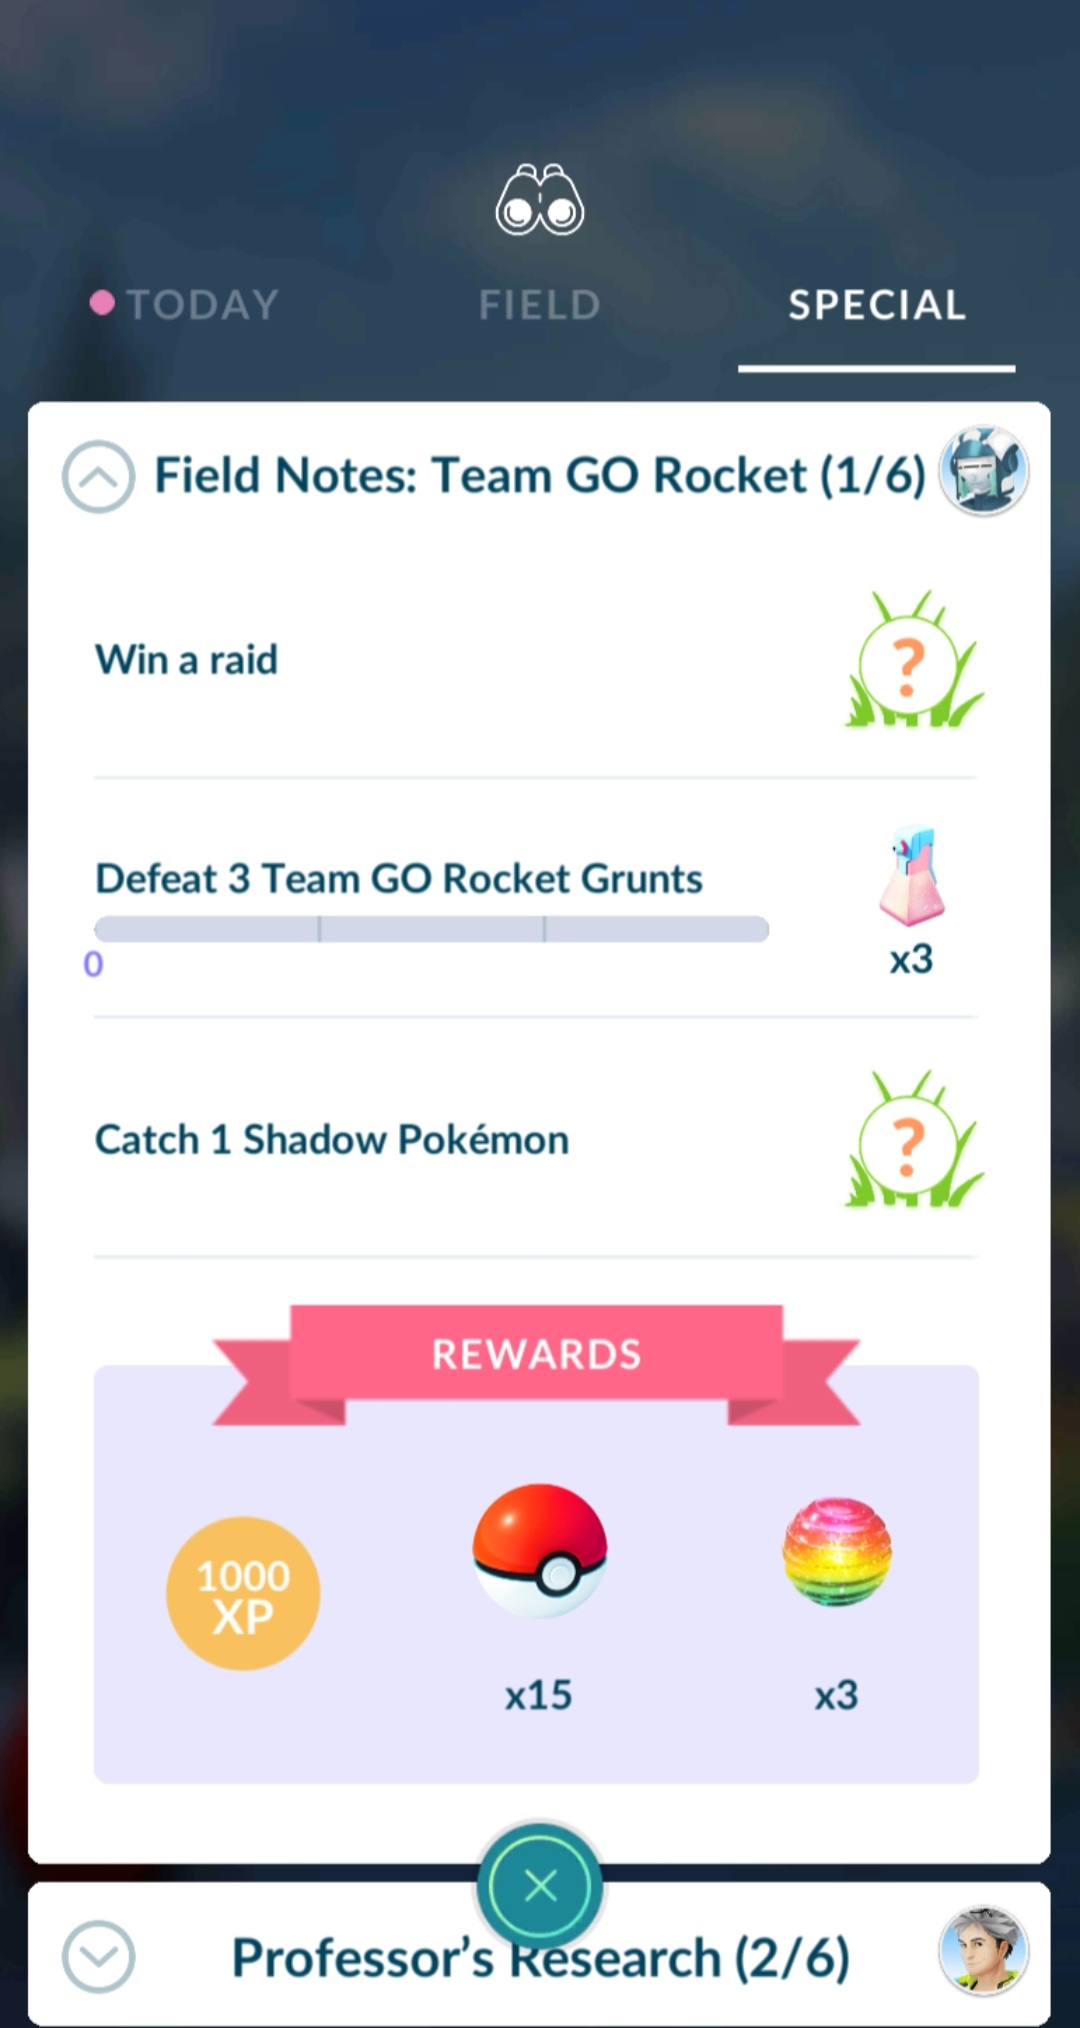 TODAY
FIELD
SPECIAL
Field Notes: Team GO Rocket (1/6)
Win a raid
?
Defeat 3 Team GO Rocket Grunts
0
x3
Catch 1 Shadow Pokémon
?
REWARDS
1000
XP
x15
x3
Professor's Research (2/6)